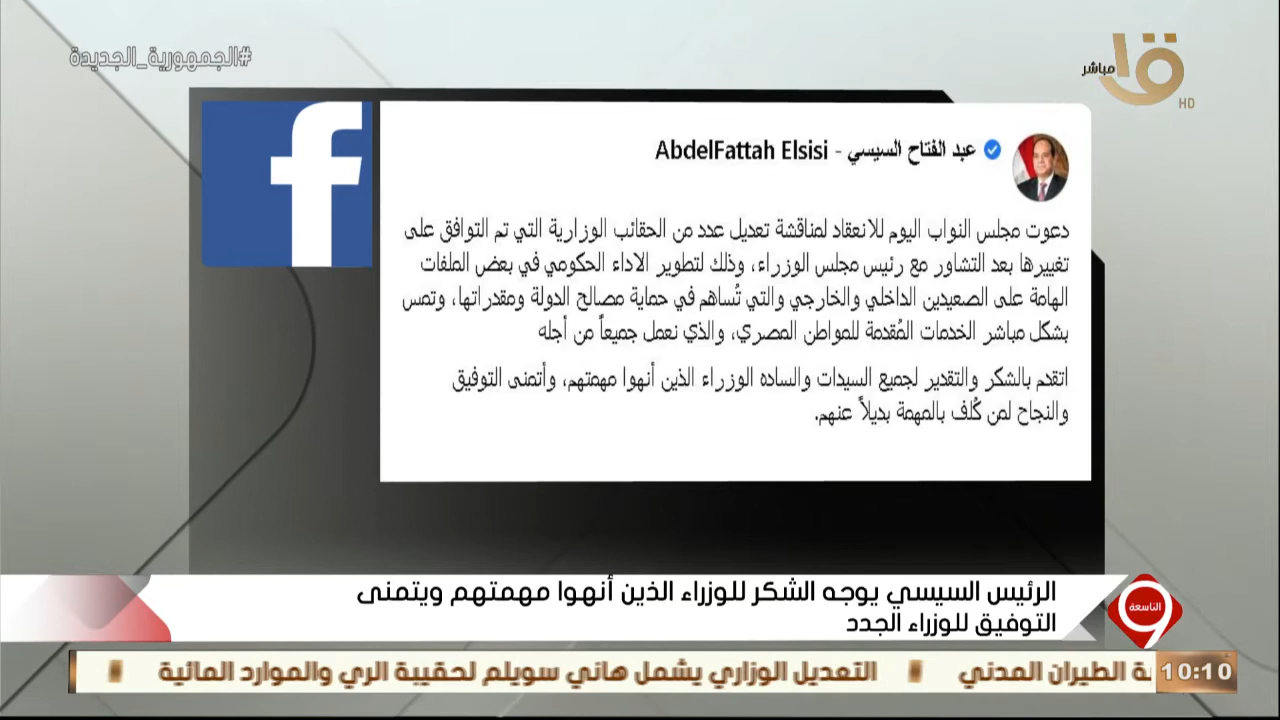 #الجمهورية_الجديدة
مباشر
HD
عبد الفتاح السيسي - AbdelFattah Elsisi
دعوت مجلس النواب اليوم للانعقاد لمناقشة تعديل عدد من الحقائب الوزارية التي تم التوافق على
تغييرها بعد التشاور مع رئيس مجلس الوزراء، وذلك لتطوير الاداء الحكومي في بعض الملفات
الهامة على الصعيدين الداخلي والخارجي والتي تُساهم في حماية مصالح الدولة ومقدراتها، وتمس
بشكل مباشر الخدمات المُقدمة للمواطن المصري، والذي نعمل جميعاً من أجله
اتقدم بالشكر والتقدير لجميع السيدات والساده الوزراء الذين أنهوا مهمتهم، وأتمنى التوفيق
والنجاح لمن كُلف بالمهمة بديلاً عنهم.
الرئيس السيسي يوجه الشكر للوزراء الذين أنهوا مهمتهم ويتمنى
التوفيق للوزراء الجدد
التاسعة
9
10:10
الطيران المدني
التعديل الوزاري يشمل هاني سويلم لحقيبة الري والموارد المائية